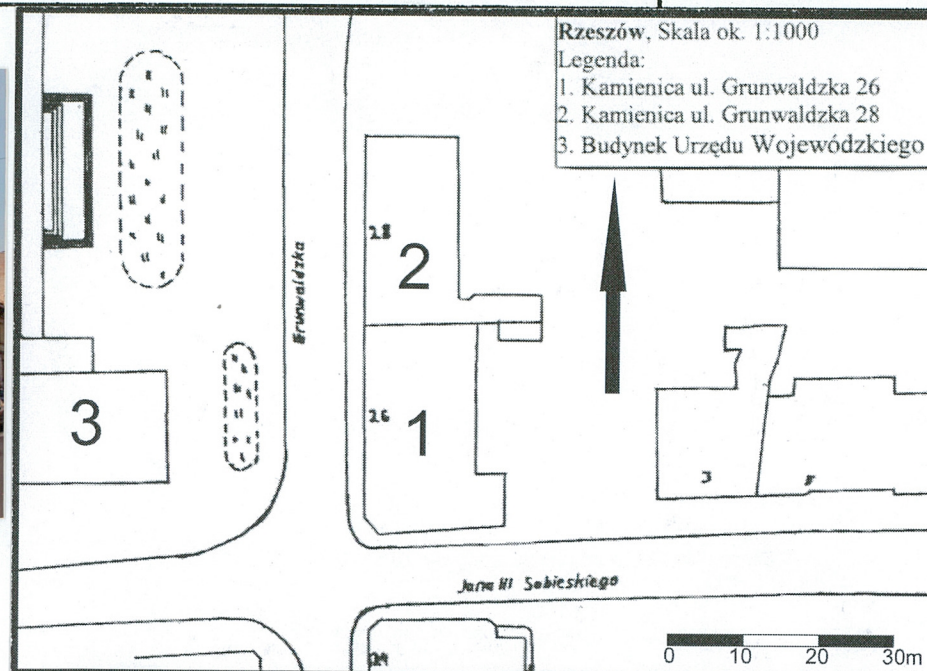 Rzeszów, Skala ok. 1:1000
Legenda:
1. Kamienica ul. Grunwaldzka 26
2. Kamienica ul. Grunwaldzka 28
3. Budynek Urzędu Wojewódzkiego
28
2
Grunwaldzka
3
26
1
3
Jana III Sobieskiego
0 10 20 30m